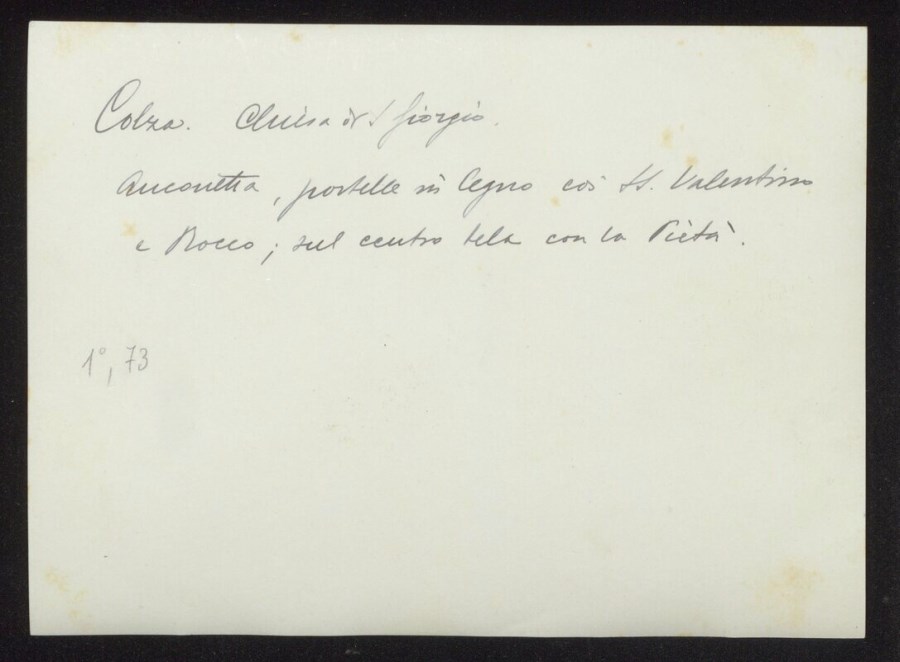 Colza. Chiesa di S Giorgio.
Anconetta, portelle in legno coi SS. Valentino
e Rocco; sul centro tela con la Pietà.
1°, 73